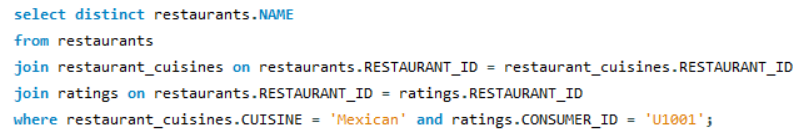 select distinct restaurants.NAME
from restaurants
join restaurant_cuisines on restaurants.RESTAURANT_ID = restaurant_cuisines.RESTAURANT_ID
join ratings on restaurants.RESTAURANT_ID = ratings.RESTAURANT_ID
where restaurant_cuisines.CUISINE = 'Mexican' and ratings.CONSUMER_ID = 'U1001';